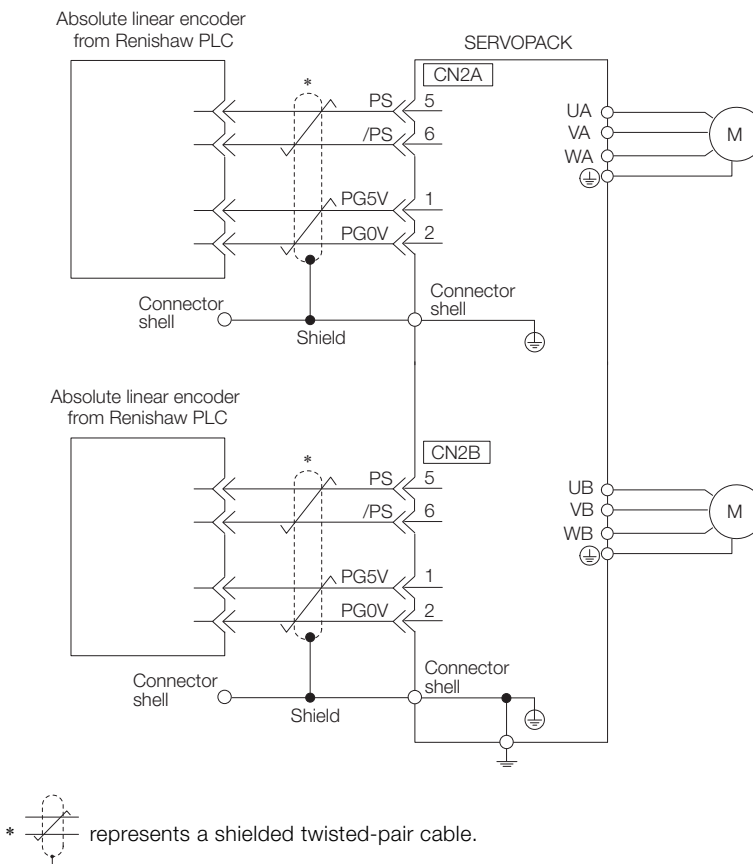 Absolute linear encoder
from Renishaw PLC
SERVOPACK
*
CN2A
PS
5
/PS
6
PG5V
1
PG0V
2
UA
VA
WA
M
Connector
shell
Shield
Connector
shell
Absolute linear encoder
from Renishaw PLC
*
CN2B
PS
5
/PS
6
PG5V
1
PG0V
2
UB
VB
WB
M
Connector
shell
Shield
Connector
shell
* represents a shielded twisted-pair cable.